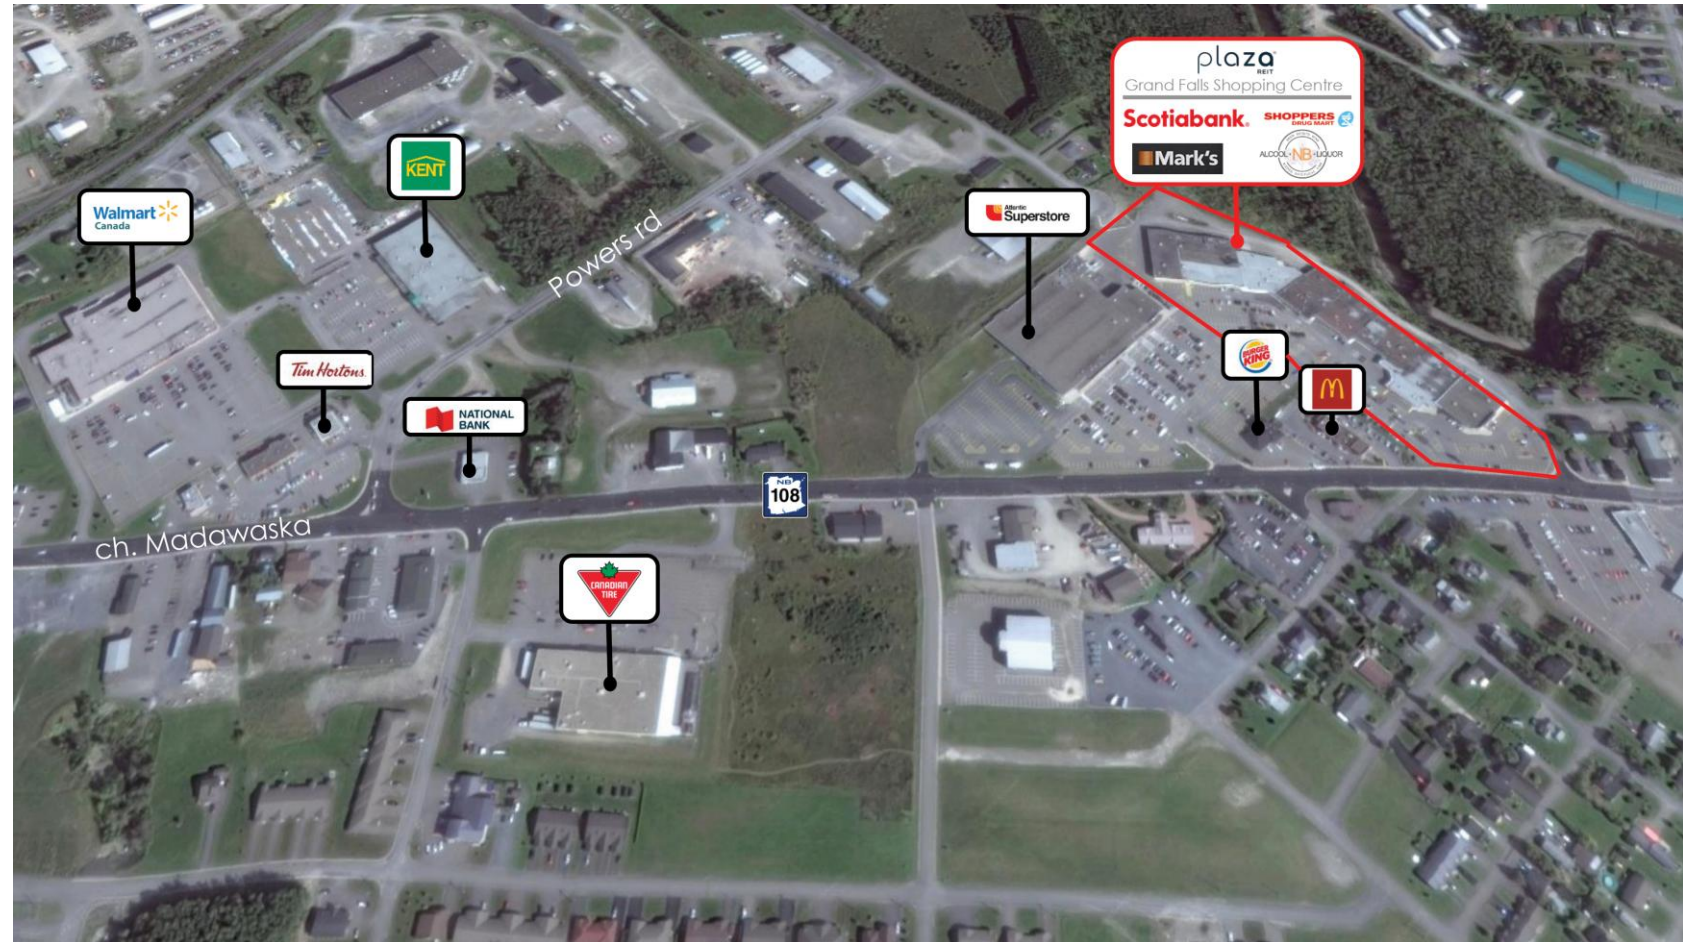 plaza
REIT
Grand Falls Shopping Centre
Scotiabank
SHOPPERS
DRUG MART
Mark's
ALCOOL · NB · LIQUOR
KENT
Walmart
Canada
Powers rd
Atlantic
Superstore
BURGER
KING
Tim Hortons
NATIONAL
BANK
NB
108
ch. Madawaska
CANADIAN
TIRE